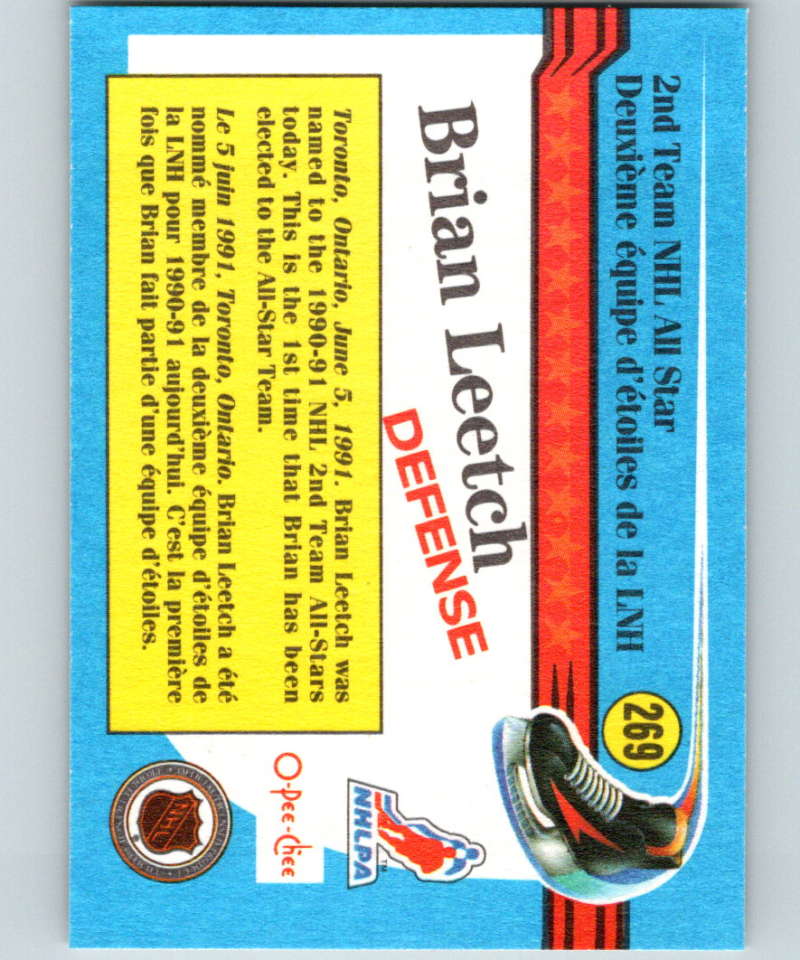 2nd Team NHL All Star
Deuxième équipe d'étoiles de la LNH
269
Brian Leetch
DEFENSE
Toronto, Ontario, June 5, 1991. Brian Leetch was
named to the 1990-91 NHL 2nd Team All-Stars
today. This is the 1st time that Brian has been
elected to the All-Star Team.
Le 5 juin 1991, Toronto, Ontario. Brian Leetch a été
nommé membre de la deuxième équipe d'étoiles de
la LNH pour 1990-91 aujourd'hui. C'est la première
fois que Brian fait partie d'une équipe d'étoiles.
NHLPA
TM
O-Pee-Chee
NHL